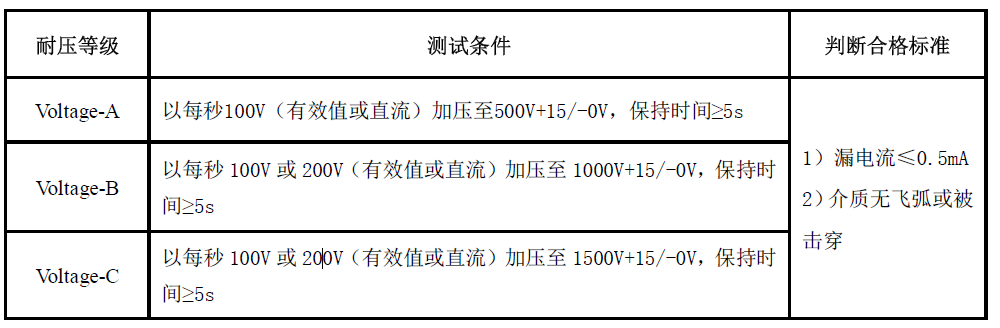 耐压等级
测试条件
判断合格标准
Voltage-A
以每秒100V（有效值或直流）加压至500V+15/-0V，保持时间≥5s
Voltage-B
以每秒 100V 或 200V（有效值或直流）加压至 1000V+15/-0V，保持时
间≥5s
Voltage-C
以每秒 100V 或 200V（有效值或直流）加压至 1500V+15/-0V，保持时
间≥5s
1）漏电流≤0.5mA
2）介质无飞弧或被
击穿